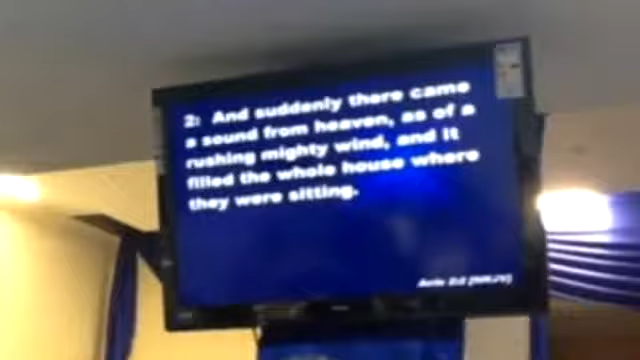 2: And suddenly there came
a sound from heaven, as of a
rushing mighty wind, and it
filled the whole house where
they were sitting.
Acts 2:2 [NKJV]